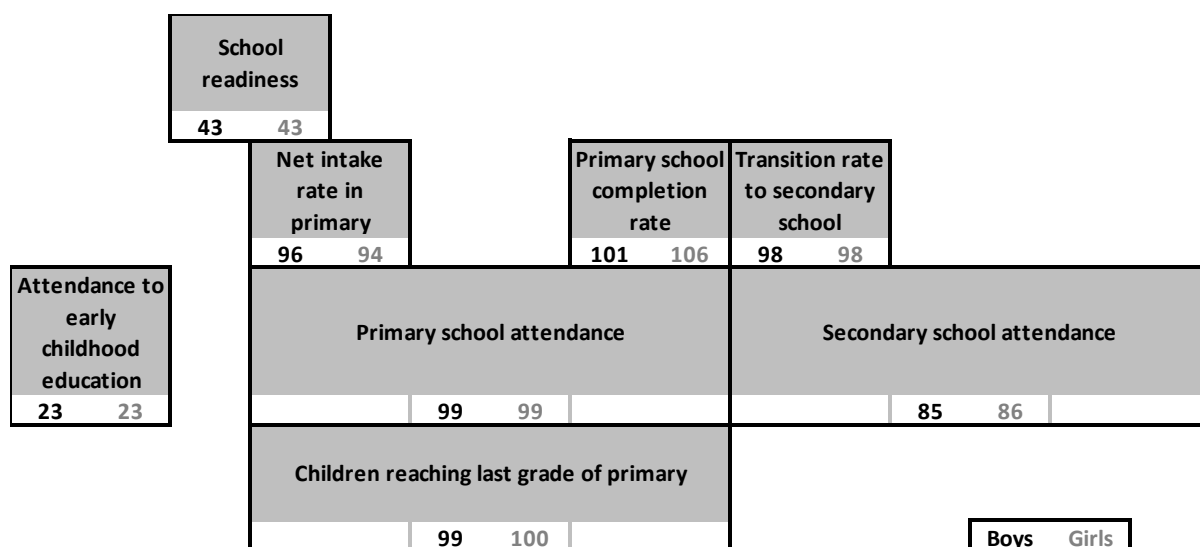 School
readiness
43 43
Net intake
rate in
primary
96 94
Primary school
completion
rate
101 106
Transition rate
to secondary
school
98 98
Attendance to
early
childhood
education
23 23
Primary school attendance
99 99
Secondary school attendance
85 86
Children reaching last grade of primary
99 100
Boys Girls